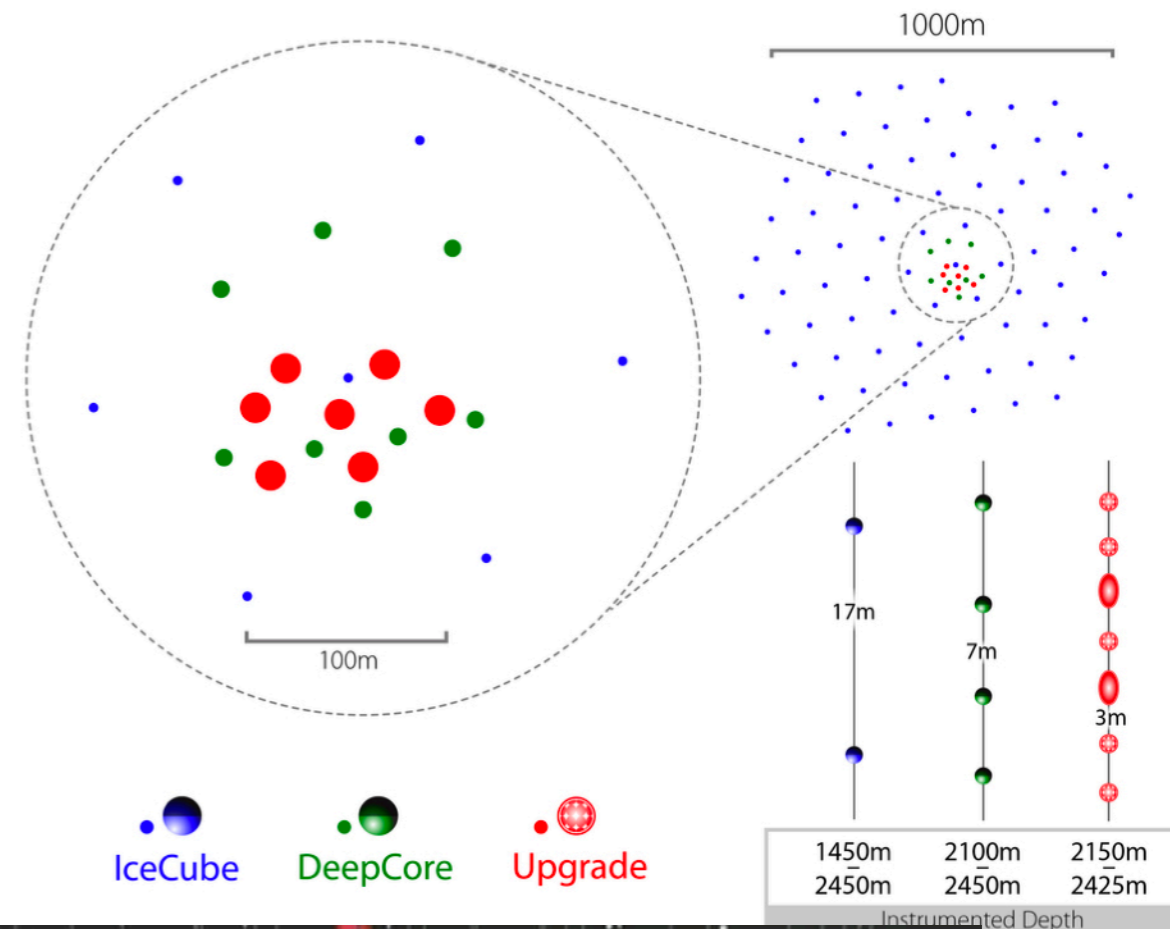 1000m
100m
17m
7m
3m
IceCube
DeepCore
Upgrade
1450m
–
2450m
2100m
–
2450m
2150m
–
2425m
Instrumented Depth